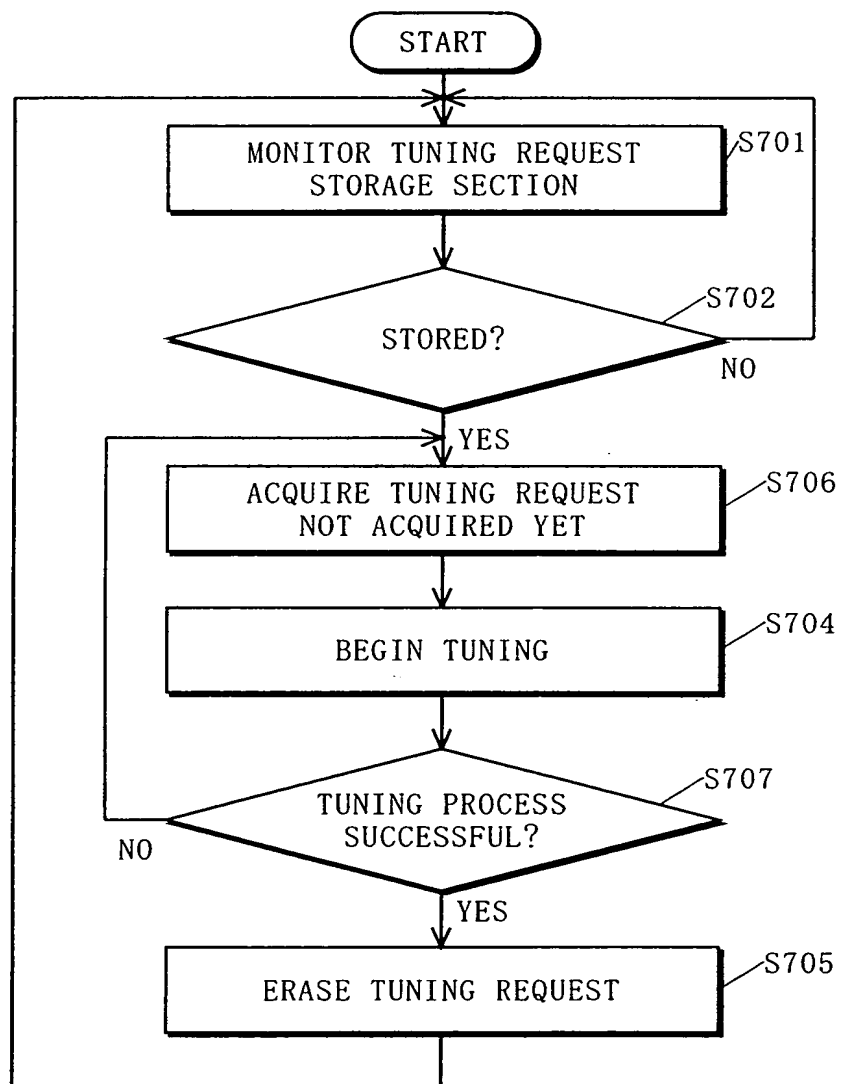 START
MONITOR TUNING REQUEST
STORAGE SECTION
S701
STORED?
S702
NO
YES
ACQUIRE TUNING REQUEST
NOT ACQUIRED YET
S706
BEGIN TUNING
S704
TUNING PROCESS
SUCCESSFUL?
S707
NO
YES
ERASE TUNING REQUEST
S705